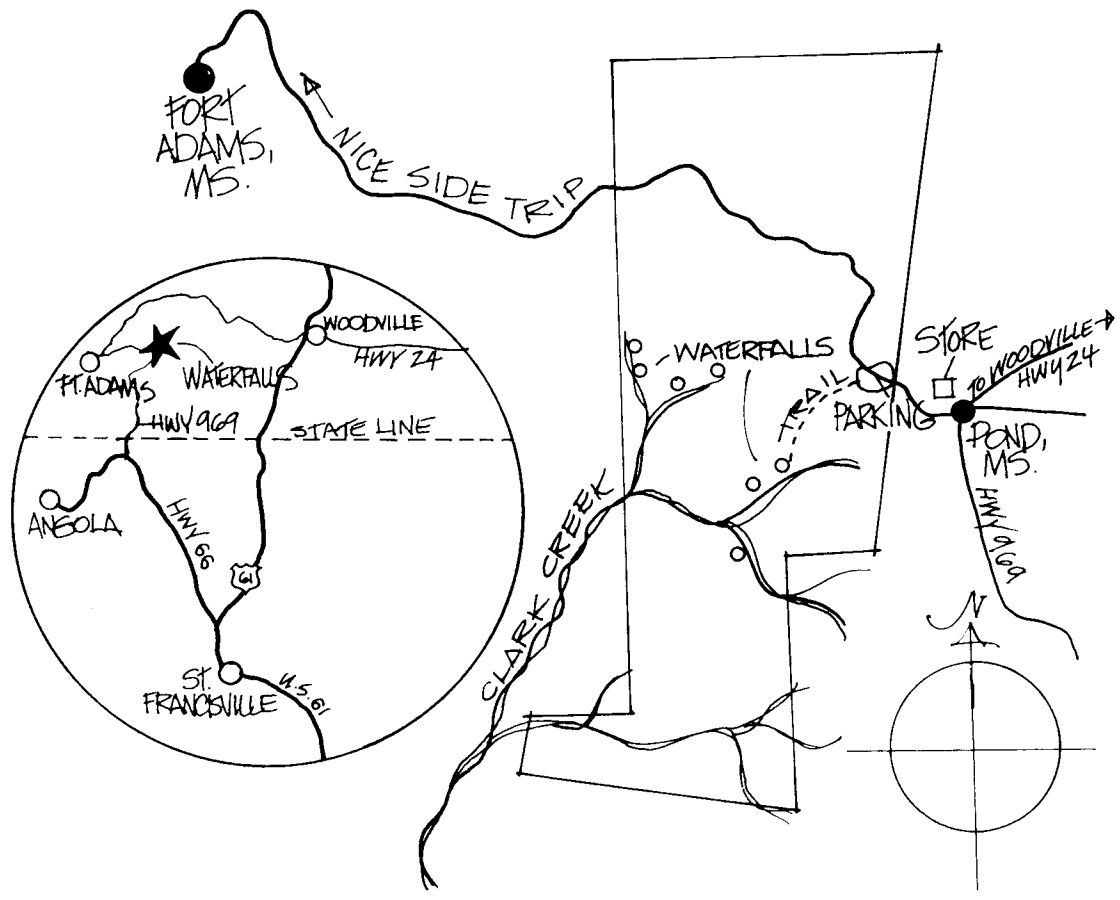 FORT
ADAMS,
MS.
NICE SIDE TRIP
WATERFALLS
TRAIL
PARKING
STORE
TO WOODVILLE
HWY 24
POND,
MS.
HWY 969
CLARK CREEK
N
WOODVILLE
HWY 24
FT. ADAMS
WATERFALLS
HWY 969
STATE LINE
ANGOLA
HWY 66
61
ST.
FRANCISVILLE
U.S. 61